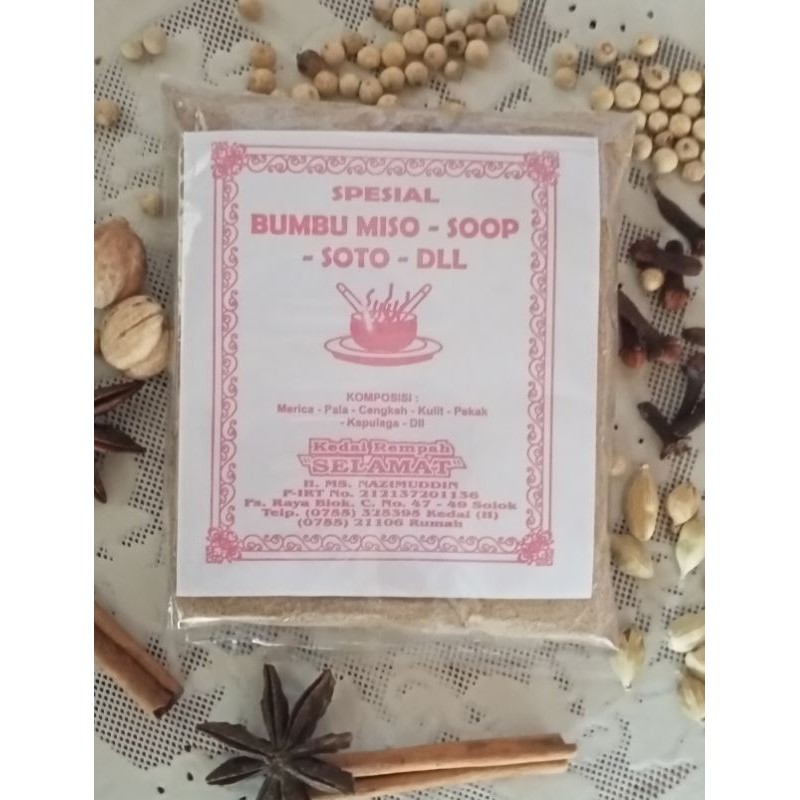 SPESIAL
BUMBU MISO - SOOP
- SOTO - DLL
KOMPOSISI :
Merica - Pala - Cengkeh - Kulit - Pekak
- Kapulaga - Dll
Kedai Rempah
"SELAMAT"
H. MS. NAZIMUDDIN
P-IRT No. 212137201136
Ps. Raya Blok. C. No. 47 - 49 Solok
Telp. (0755) 325395 Kedai (H)
(0755) 21106 Rumah